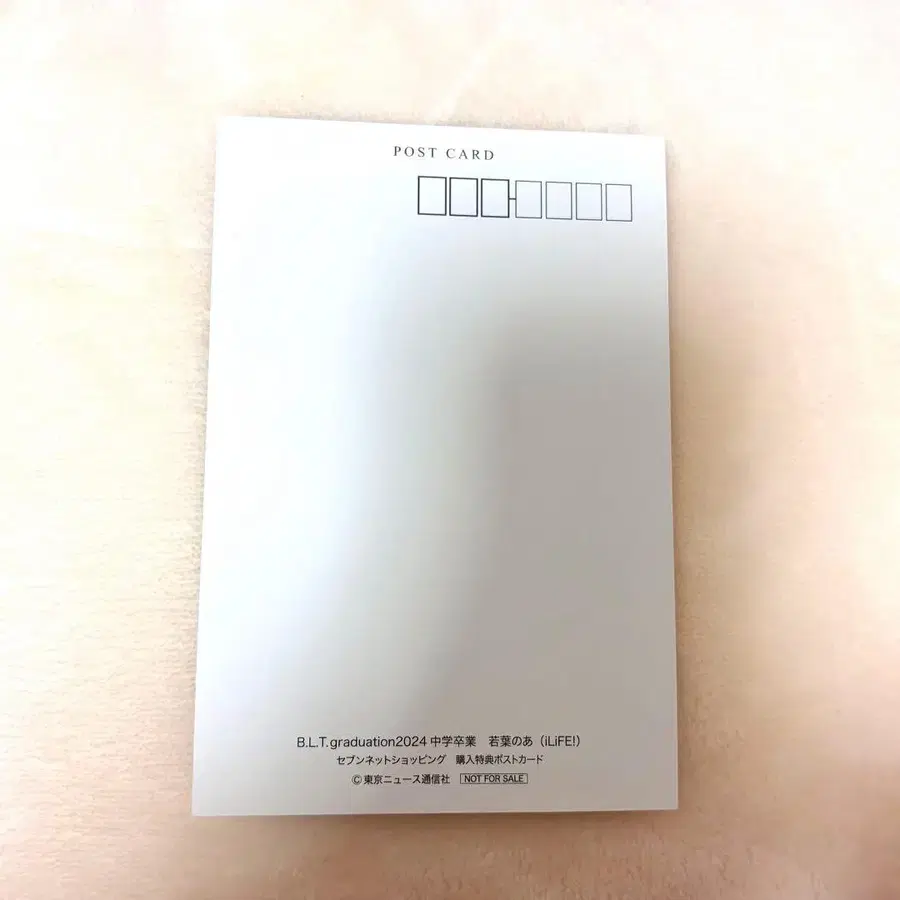 POST CARD
B.L.T.graduation2024 中学卒業　若葉のあ（iLiFE!）
セブンネットショッピング　購入特典ポストカード
©東京ニュース通信社　NOT FOR SALE